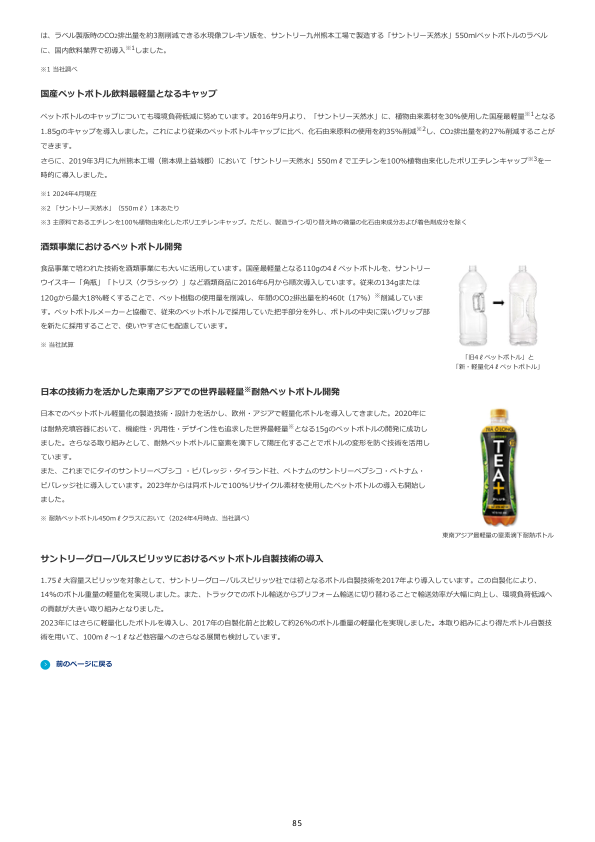 は、ラベル製版時のCO2排出量を約3割削減できる水現像フレキソ版を、サントリー九州熊本工場で製造する「サントリー天然水」550mlペットボトルのラベル
に、国内飲料業界で初導入※1しました。
※1 当社調べ
国産ペットボトル飲料最軽量となるキャップ
ペットボトルのキャップについても環境負荷低減に努めています。2016年9月より、「サントリー天然水」に、植物由来素材を30%使用した国産最軽量※1となる
1.85gのキャップを導入しました。これにより従来のペットボトルキャップに比べ、化石由来原料の使用を約35%削減※2し、CO2排出量を約27%削減することが
できます。
さらに、2019年3月に九州熊本工場（熊本県上益城郡）において「サントリー天然水」550mℓでエチレンを100%植物由来化したポリエチレンキャップ※3を一
時的に導入しました。
※1 2024年4月現在
※2 「サントリー天然水」（550mℓ）1本あたり
※3 主原料であるエチレンを100%植物由来化したポリエチレンキャップ。ただし、製造ライン切り替え時の微量の化石由来成分および着色剤成分を除く
酒類事業におけるペットボトル開発
食品事業で培われた技術を酒類事業にも大いに活用しています。国産最軽量となる110gの4ℓペットボトルを、サントリー
ウイスキー「角瓶」「トリス〈クラシック〉」など酒類商品に2016年6月から順次導入しています。従来の134gまたは
120gから最大18%軽くすることで、ペット樹脂の使用量を削減し、年間のCO2排出量を約460t（17%）※削減していま
す。ペットボトルメーカーと協働で、従来のペットボトルで採用していた把手部分を外し、ボトルの中央に深いグリップ部
を新たに採用することで、使いやすさにも配慮しています。
※ 当社試算
「旧4ℓペットボトル」と
「新・軽量化4ℓペットボトル」
日本の技術力を活かした東南アジアでの世界最軽量※耐熱ペットボトル開発
日本でのペットボトル軽量化の製造技術・設計力を活かし、欧州・アジアで軽量化ボトルを導入してきました。2020年に
は耐熱充填容器において、機能性・汎用性・デザイン性も追求した世界最軽量※となる15gのペットボトルの開発に成功し
ました。さらなる取り組みとして、耐熱ペットボトルに窒素を滴下して陽圧化することでボトルの変形を防ぐ技術を活用し
ています。
また、これまでにタイのサントリーペプシコ・ビバレッジ・タイランド社、ベトナムのサントリーペプシコ・ベトナム・
ビバレッジ社に導入しています。2023年からは同ボトルで100%リサイクル素材を使用したペットボトルの導入も開始し
ました。
※ 耐熱ペットボトル450mℓクラスにおいて（2024年4月時点、当社調べ）
TEA+
PLUS
東南アジア最軽量の窒素滴下耐熱ボトル
サントリーグローバルスピリッツにおけるペットボトル自製技術の導入
1.75ℓ大容量スピリッツを対象として、サントリーグローバルスピリッツ社では初となるボトル自製技術を2017年より導入しています。この自製化により、
14%のボトル重量の軽量化を実現しました。また、トラックでのボトル輸送からプリフォーム輸送に切り替わることで輸送効率が大幅に向上し、環境負荷低減へ
の貢献が大きい取り組みとなりました。
2023年にはさらに軽量化したボトルを導入し、2017年の自製化前と比較して約26%のボトル重量の軽量化を実現しました。本取り組みにより得たボトル自製技
術を用いて、100mℓ～1ℓなど他容量へのさらなる展開も検討しています。
前のページに戻る
85